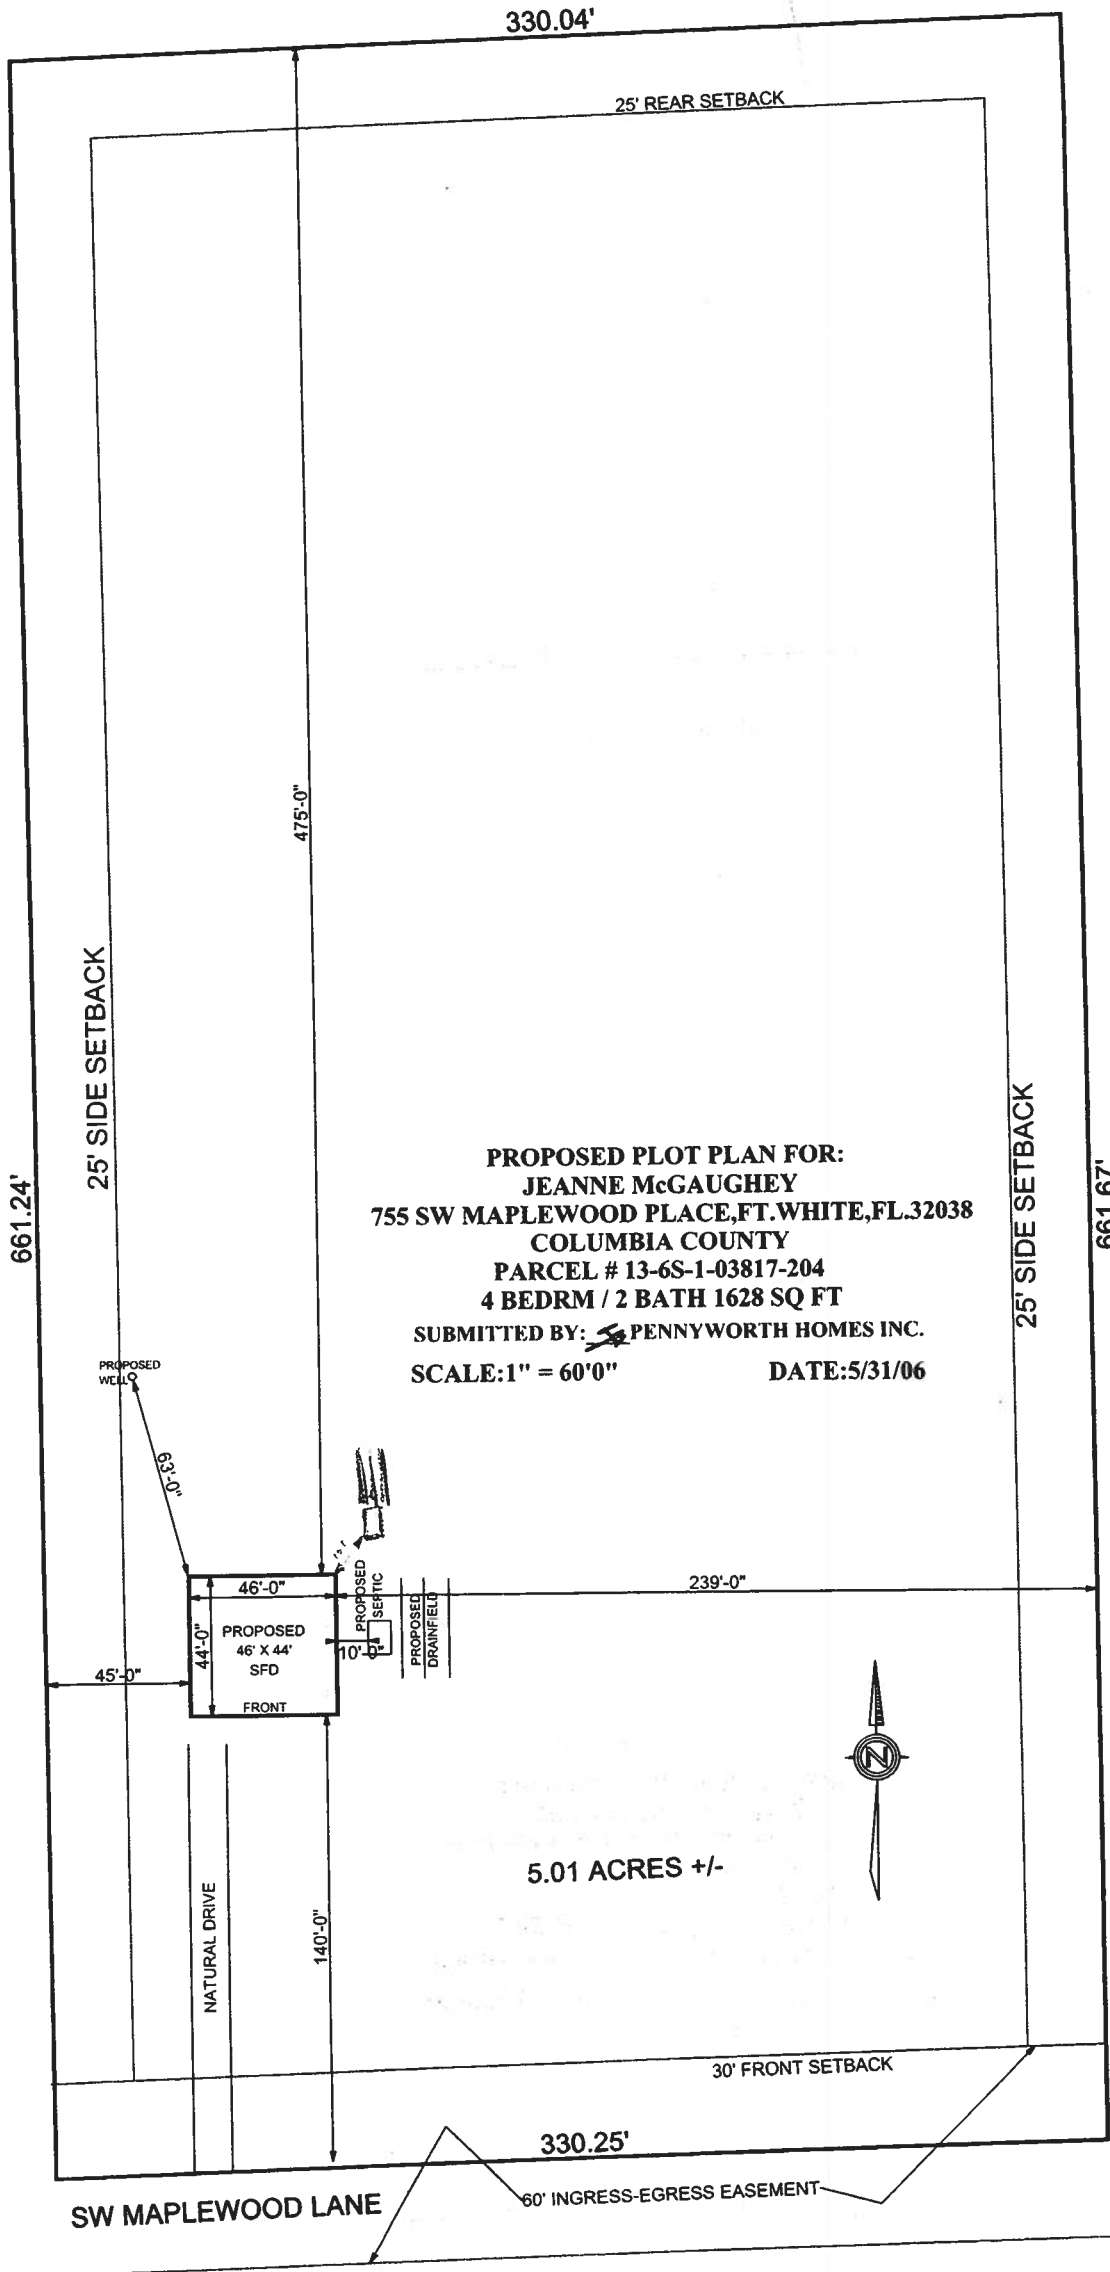 330.04'
25' REAR SETBACK
475'-0"
25' SIDE SETBACK
25' SIDE SETBACK
661.24'
661.67'
PROPOSED PLOT PLAN FOR:
JEANNE McGAUGHEY
755 SW MAPLEWOOD PLACE,FT.WHITE,FL.32038
COLUMBIA COUNTY
PARCEL # 13-6S-1-03817-204
4 BEDRM / 2 BATH 1628 SQ FT
SUBMITTED BY: PENNYWORTH HOMES INC.
SCALE:1" = 60'0" DATE:5/31/06
PROPOSED
WELL
63'-0"
46'-0"
239'-0"
44'-0"
PROPOSED
46' X 44'
SFD
FRONT
45'-0"
PROPOSED
SEPTIC
10'-0"
PROPOSED
DRAINFIELD
N
5.01 ACRES +/-
NATURAL DRIVE
140'-0"
30' FRONT SETBACK
330.25'
SW MAPLEWOOD LANE
60' INGRESS-EGRESS EASEMENT